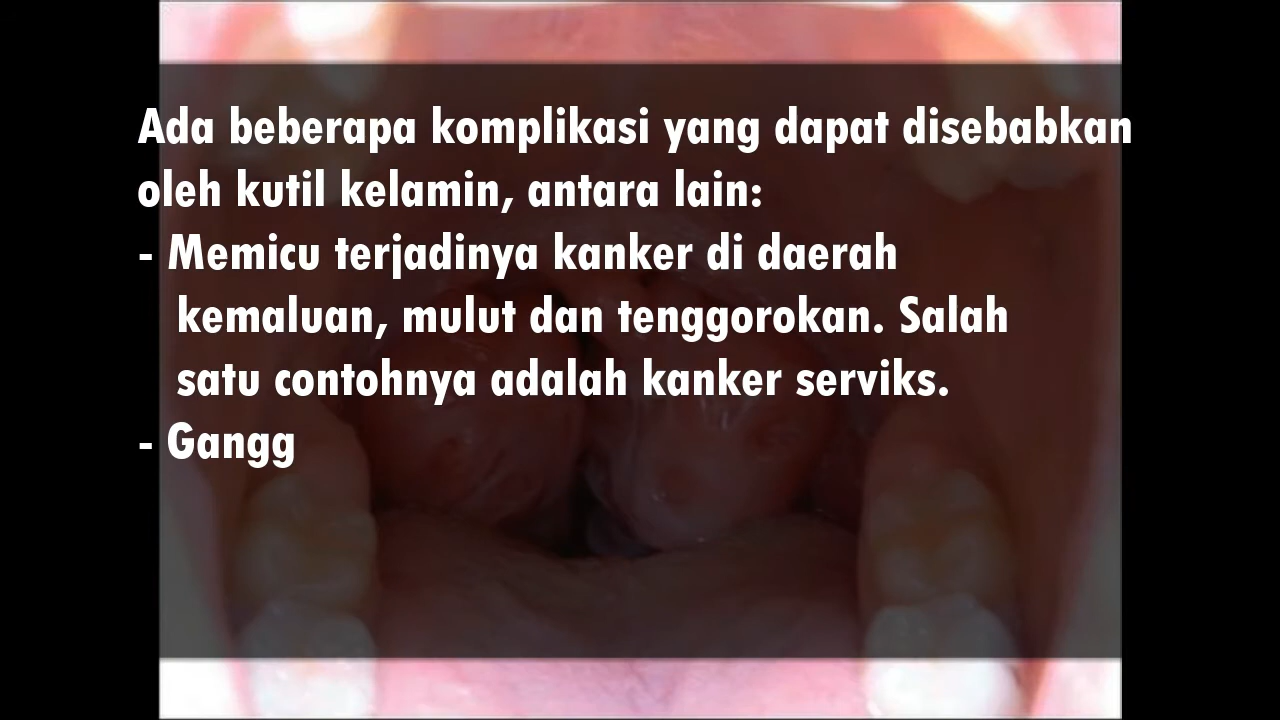 Ada beberapa komplikasi yang dapat disebabkan
oleh kutil kelamin, antara lain:
- Memicu terjadinya kanker di daerah
kemaluan, mulut dan tenggorokan. Salah
satu contohnya adalah kanker serviks.
- Gangg